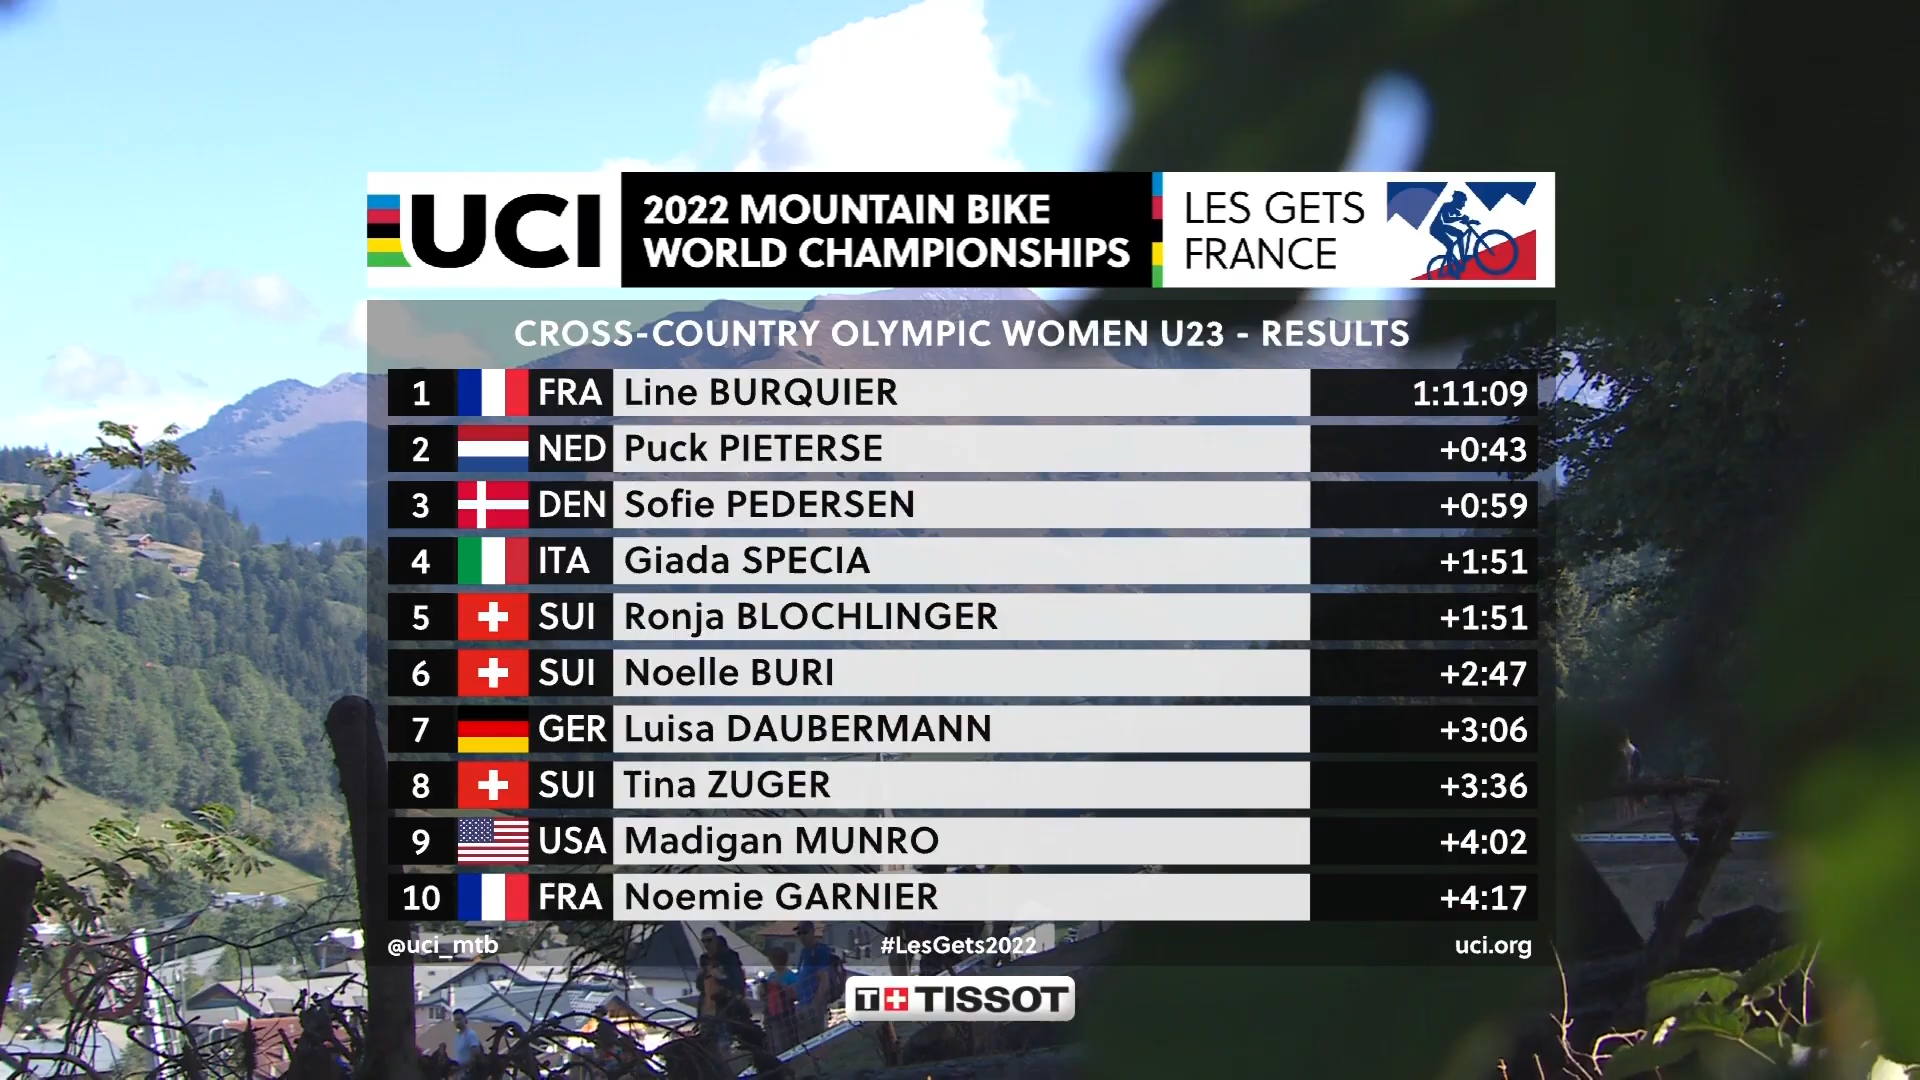 UCI
2022 MOUNTAIN BIKE
WORLD CHAMPIONSHIPS
LES GETS
FRANCE
CROSS-COUNTRY OLYMPIC WOMEN U23 - RESULTS
1 FRA Line BURQUIER 1:11:09
2 NED Puck PIETERSE +0:43
3 DEN Sofie PEDERSEN +0:59
4 ITA Giada SPECIA +1:51
5 SUI Ronja BLOCHLINGER +1:51
6 SUI Noelle BURI +2:47
7 GER Luisa DAUBERMANN +3:06
8 SUI Tina ZUGER +3:36
9 USA Madigan MUNRO +4:02
10 FRA Noemie GARNIER +4:17
@uci_mtb #LesGets2022 uci.org
T+ TISSOT